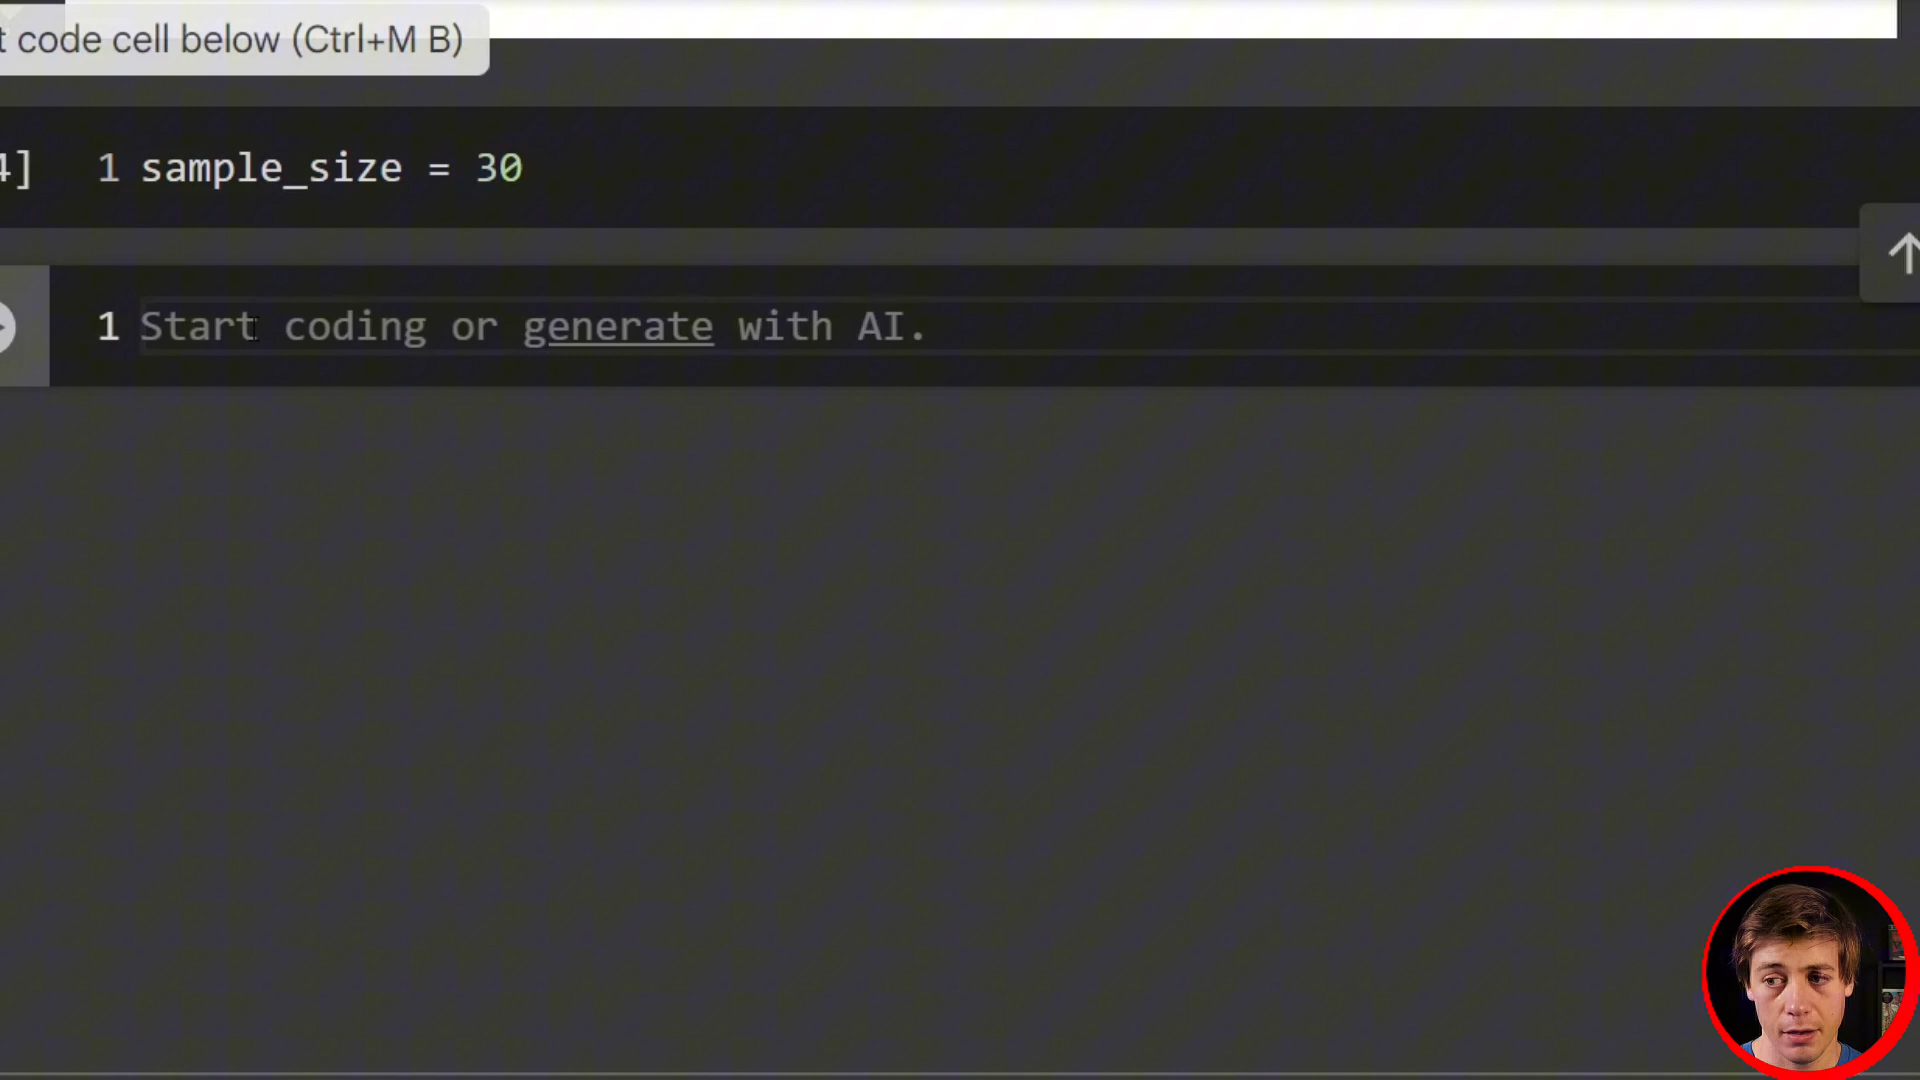 t code cell below (Ctrl+M B)
4] 1 sample_size = 30
1 Start coding or generate with AI.